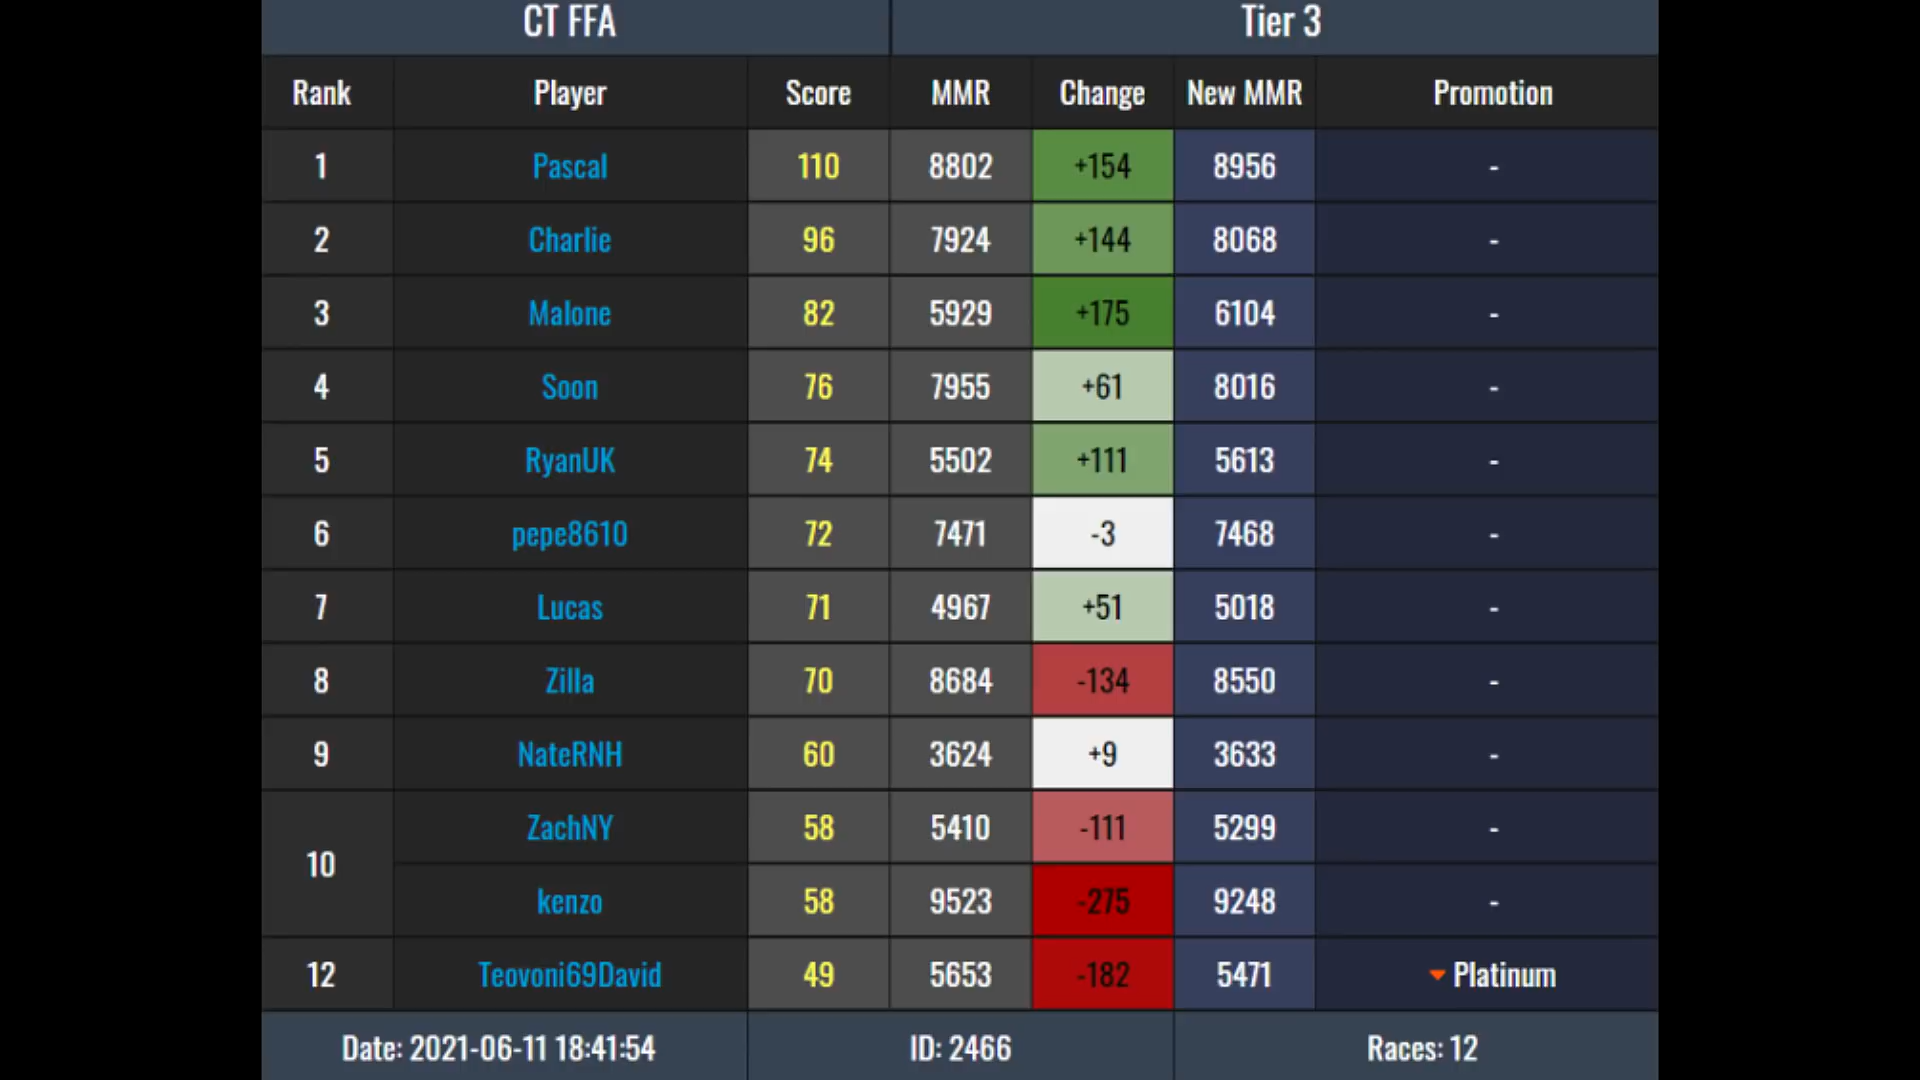 CT FFA Tier 3
Rank Player Score MMR Change New MMR Promotion
1 Pascal 110 8802 +154 8956 -
2 Charlie 96 7924 +144 8068 -
3 Malone 82 5929 +175 6104 -
4 Soon 76 7955 +61 8016 -
5 RyanUK 74 5502 +111 5613 -
6 pepe8610 72 7471 -3 7468 -
7 Lucas 71 4967 +51 5018 -
8 Zilla 70 8684 -134 8550 -
9 NateRNH 60 3624 +9 3633 -
10 ZachNY 58 5410 -111 5299 -
kenzo 58 9523 -275 9248 -
12 Teovoni69David 49 5653 -182 5471 Platinum
Date: 2021-06-11 18:41:54 ID: 2466 Races: 12